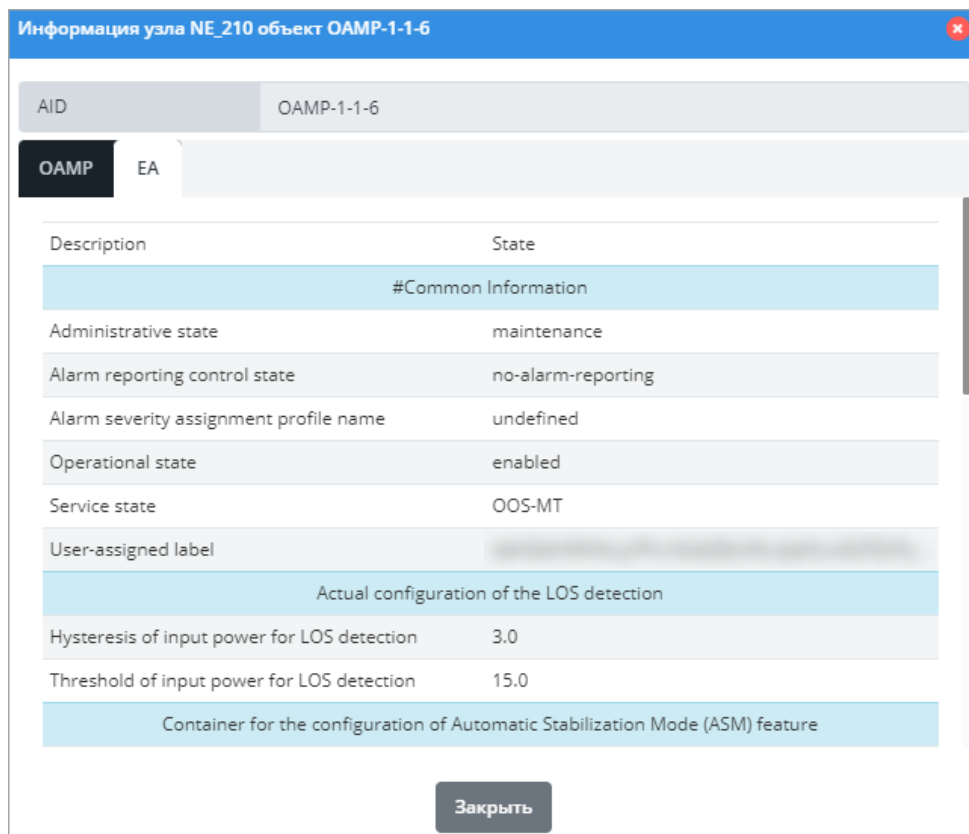 Информация узла NE_210 объект OAMP-1-1-6
AID OAMP-1-1-6
OAMP EA
Description State
#Common Information
Administrative state maintenance
Alarm reporting control state no-alarm-reporting
Alarm severity assignment profile name undefined
Operational state enabled
Service state OOS-MT
User-assigned label
Actual configuration of the LOS detection
Hysteresis of input power for LOS detection 3.0
Threshold of input power for LOS detection 15.0
Container for the configuration of Automatic Stabilization Mode (ASM) feature
Закрыть